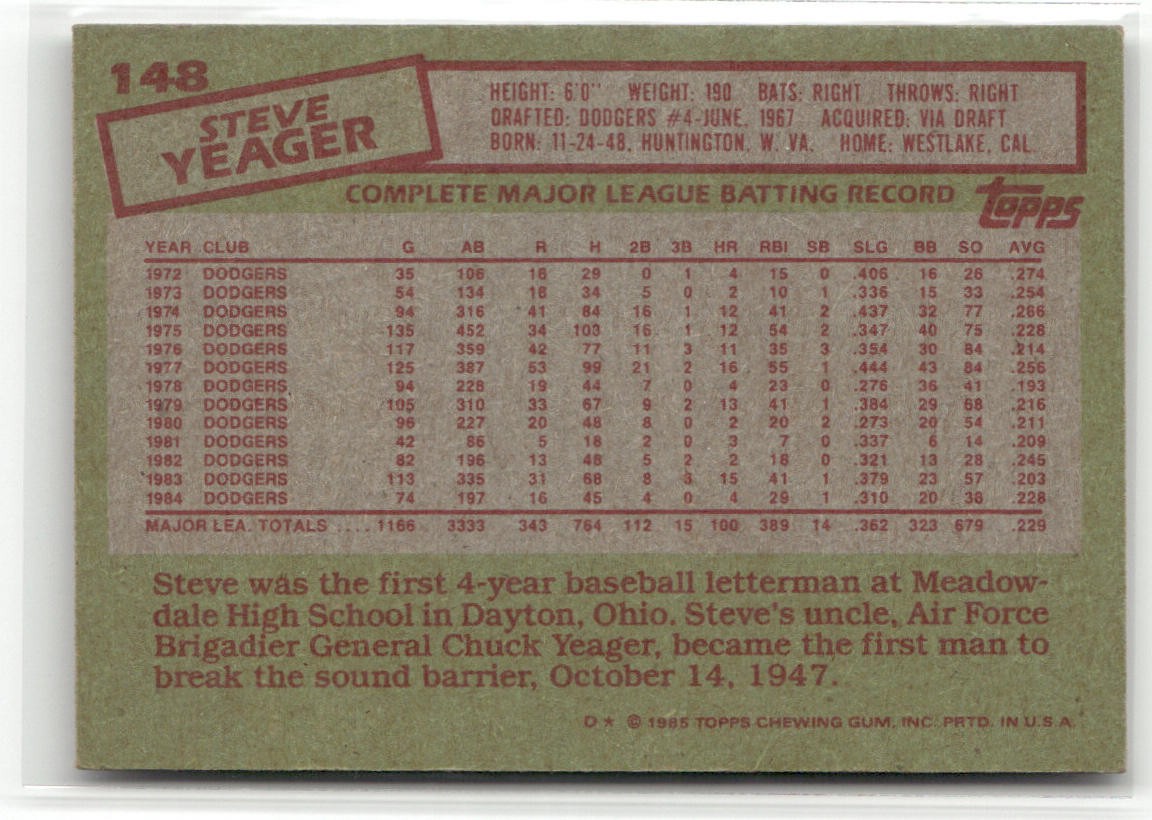 148
STEVE
YEAGER
HEIGHT: 6'0" WEIGHT: 190 BATS: RIGHT THROWS: RIGHT
DRAFTED: DODGERS #4-JUNE, 1967 ACQUIRED: VIA DRAFT
BORN: 11-24-48, HUNTINGTON, W. VA. HOME: WESTLAKE, CAL.
COMPLETE MAJOR LEAGUE BATTING RECORD
topps
YEAR CLUB G AB R H 2B 3B HR RBI SB SLG BB SO AVG
1972 DODGERS 35 106 18 29 0 1 4 15 0 .406 16 26 .274
1973 DODGERS 54 134 18 34 5 0 2 10 1 .336 15 33 .254
1974 DODGERS 94 316 41 84 16 1 12 41 2 .437 32 77 .266
1975 DODGERS 135 452 34 103 16 1 12 54 2 .347 40 75 .228
1976 DODGERS 117 359 42 77 11 3 11 35 3 .354 30 84 .214
1977 DODGERS 125 387 53 99 21 2 16 55 1 .444 43 84 .256
1978 DODGERS 94 228 19 44 7 0 4 23 0 .276 36 41 .193
1979 DODGERS 105 310 33 67 9 2 13 41 1 .384 29 68 .216
1980 DODGERS 96 227 20 48 8 0 2 20 2 .273 20 54 .211
1981 DODGERS 42 86 5 18 2 0 3 7 0 .337 6 14 .209
1982 DODGERS 82 196 13 48 5 2 2 18 0 .321 13 28 .245
1983 DODGERS 113 335 31 68 8 3 15 41 1 .379 23 57 .203
1984 DODGERS 74 197 16 45 4 0 4 29 1 .310 20 38 .228
MAJOR LEA. TOTALS .... 1166 3333 343 764 112 15 100 389 14 .362 323 679 .229
Steve was the first 4-year baseball letterman at Meadow-
dale High School in Dayton, Ohio. Steve's uncle, Air Force
Brigadier General Chuck Yeager, became the first man to
break the sound barrier, October 14, 1947.
D★ © 1985 TOPPS CHEWING GUM, INC. PRTD. IN U.S.A.